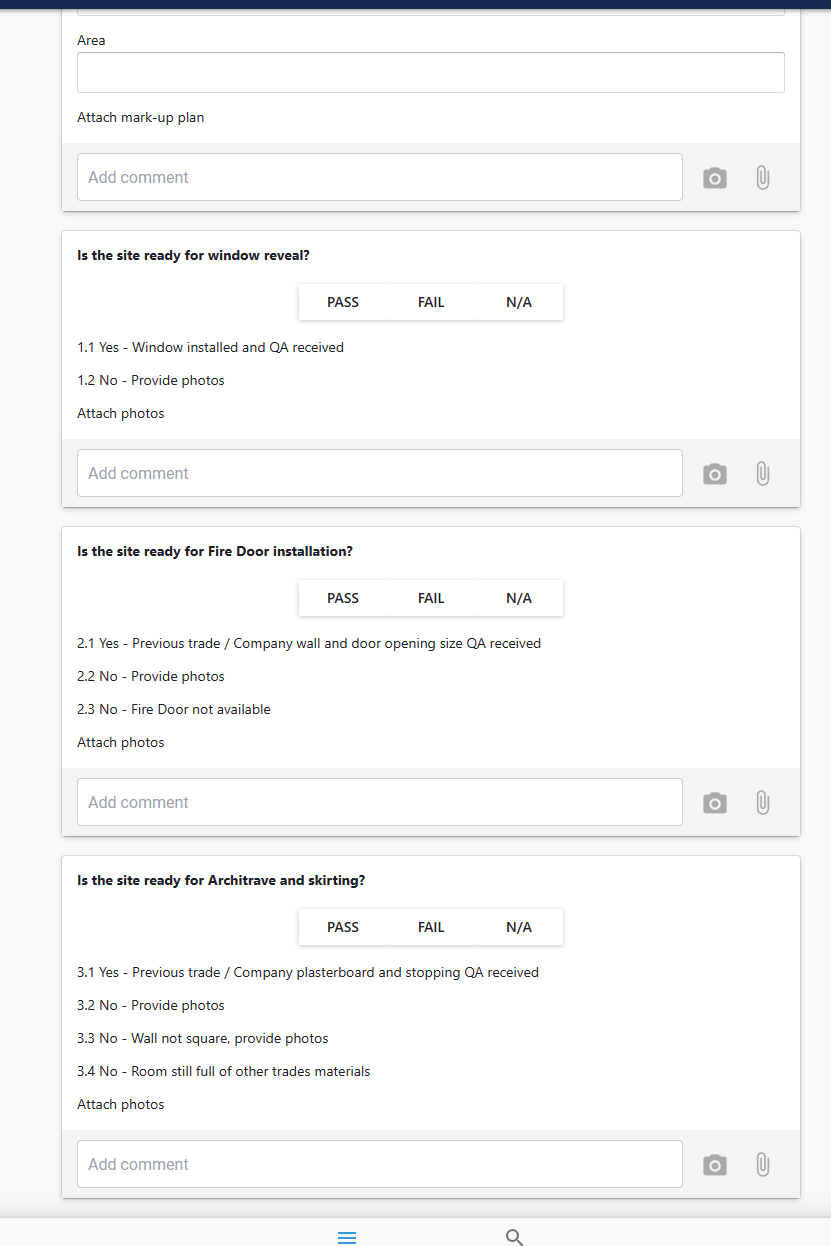 Area
Attach mark-up plan
Add comment
Is the site ready for window reveal?
PASS FAIL N/A
1.1 Yes - Window installed and QA received
1.2 No - Provide photos
Attach photos
Add comment
Is the site ready for Fire Door installation?
PASS FAIL N/A
2.1 Yes - Previous trade / Company wall and door opening size QA received
2.2 No - Provide photos
2.3 No - Fire Door not available
Attach photos
Add comment
Is the site ready for Architrave and skirting?
PASS FAIL N/A
3.1 Yes - Previous trade / Company plasterboard and stopping QA received
3.2 No - Provide photos
3.3 No - Wall not square, provide photos
3.4 No - Room still full of other trades materials
Attach photos
Add comment